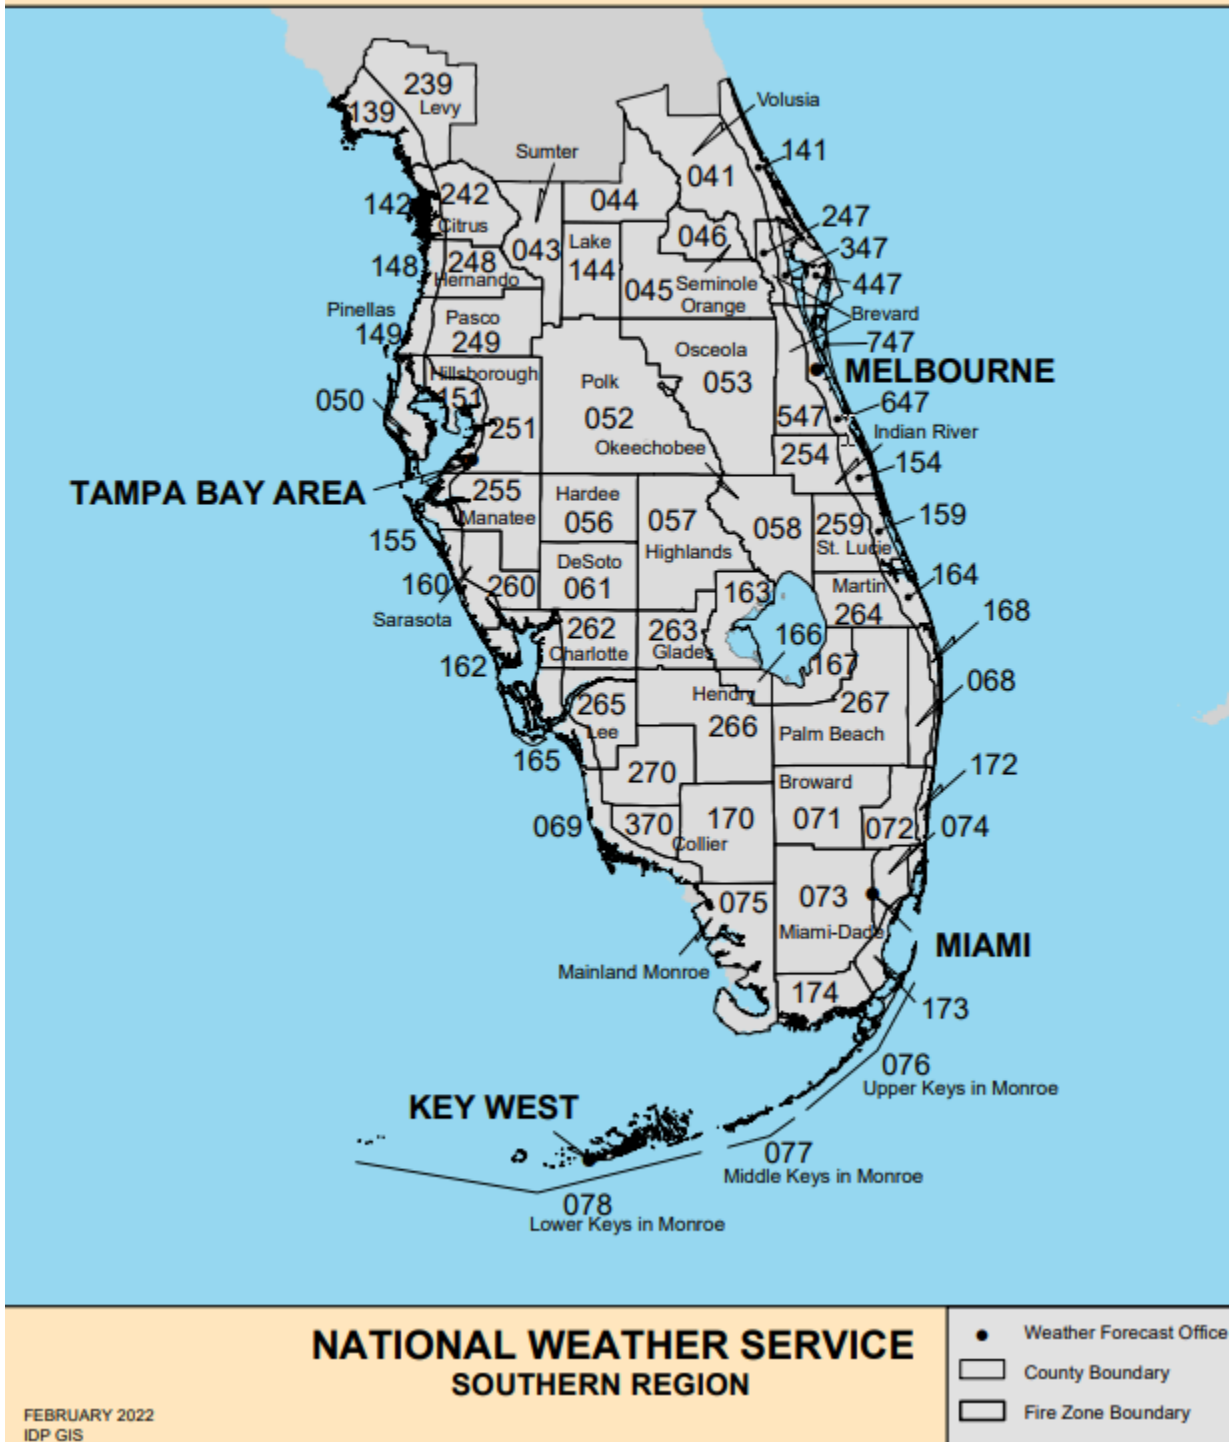 239
Levy
139
Volusia
141
Sumter
041
242
044
142
Citrus
247
046
043
Lake
347
148
248
Hernando
144
045
Seminole
447
Orange
Pinellas
Pasco
Brevard
149
249
747
Osceola
Hillsborough
MELBOURNE
151
Polk
053
050
052
547
647
251
Indian River
Okeechobee
254
154
TAMPA BAY AREA
255
Hardee
Manatee
056
057
058
259
159
155
Highlands
St. Lucie
DeSoto
160
260
061
163
Martin
164
264
Sarasota
262
263
166
168
Charlotte
Glades
162
167
068
Hendry
265
267
Lee
266
Palm Beach
165
172
270
Broward
069
370
170
071
072
074
Collier
075
073
Miami-Dade
MIAMI
Mainland Monroe
174
173
076
Upper Keys in Monroe
KEY WEST
077
Middle Keys in Monroe
078
Lower Keys in Monroe
NATIONAL WEATHER SERVICE
SOUTHERN REGION
FEBRUARY 2022
IDP GIS
Weather Forecast Office
County Boundary
Fire Zone Boundary